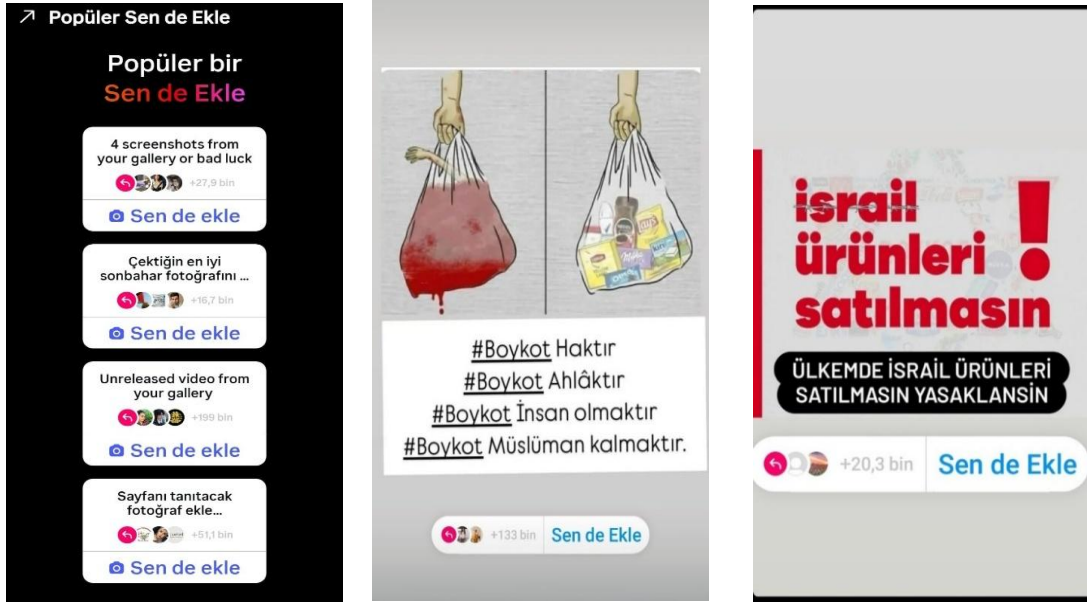 Popüler Sen de Ekle
Popüler bir
Sen de Ekle
4 screenshots from
your gallery or bad luck
+27,9 bin
Sen de ekle
Çektiğin en iyi
sonbahar fotoğrafını ...
+16,7 bin
Sen de ekle
Unreleased video from
your gallery
+199 bin
Sen de ekle
Sayfanı tanıtacak
fotoğraf ekle...
+51,1 bin
Sen de ekle
Lay's
Milka
#Boykot Haktır
#Boykot Ahlâktır
#Boykot İnsan olmaktır
#Boykot Müslüman kalmaktır.
+133 bin
Sen de Ekle
israil
ürünleri
satılmasın
!
ÜLKEMDE İSRAİL ÜRÜNLERİ
SATILMASIN YASAKLANSİN
+20,3 bin
Sen de Ekle